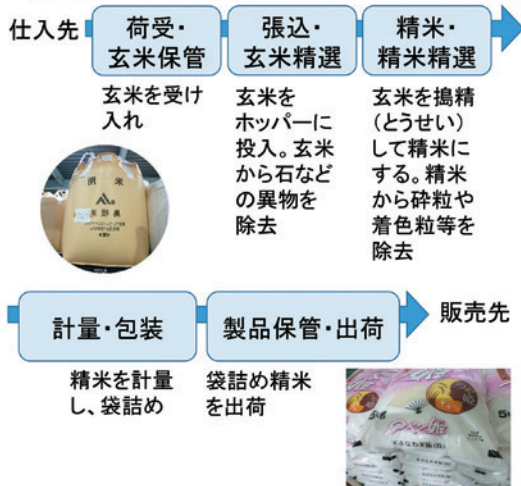 仕入先
荷受・
玄米保管
張込・
玄米精選
精米・
精米精選
玄米を受け
入れ
玄米を
ホッパーに
投入。玄米
から石など
の異物を
除去
玄米を搗精
(とうせい)
して精米に
する。精米
から砕粒や
着色粒等を
除去
計量・包装
製品保管・出荷
販売先
精米を計量
し、袋詰め
袋詰め精米
を出荷
5kg